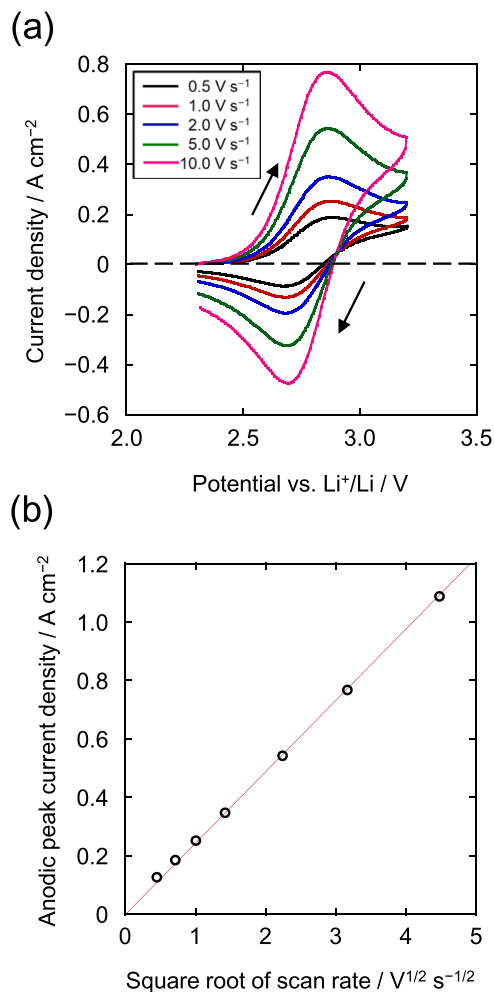 (a)
0.8
0.6
0.4
0.2
0
−0.2
−0.4
−0.6
Current density / A cm⁻²
0.5 V s⁻¹
1.0 V s⁻¹
2.0 V s⁻¹
5.0 V s⁻¹
10.0 V s⁻¹
2.0 2.5 3.0 3.5
Potential vs. Li⁺/Li / V
(b)
1.2
1.0
0.8
0.6
0.4
0.2
0
Anodic peak current density / A cm⁻²
0 1 2 3 4 5
Square root of scan rate / V¹ᐟ² s⁻¹ᐟ²